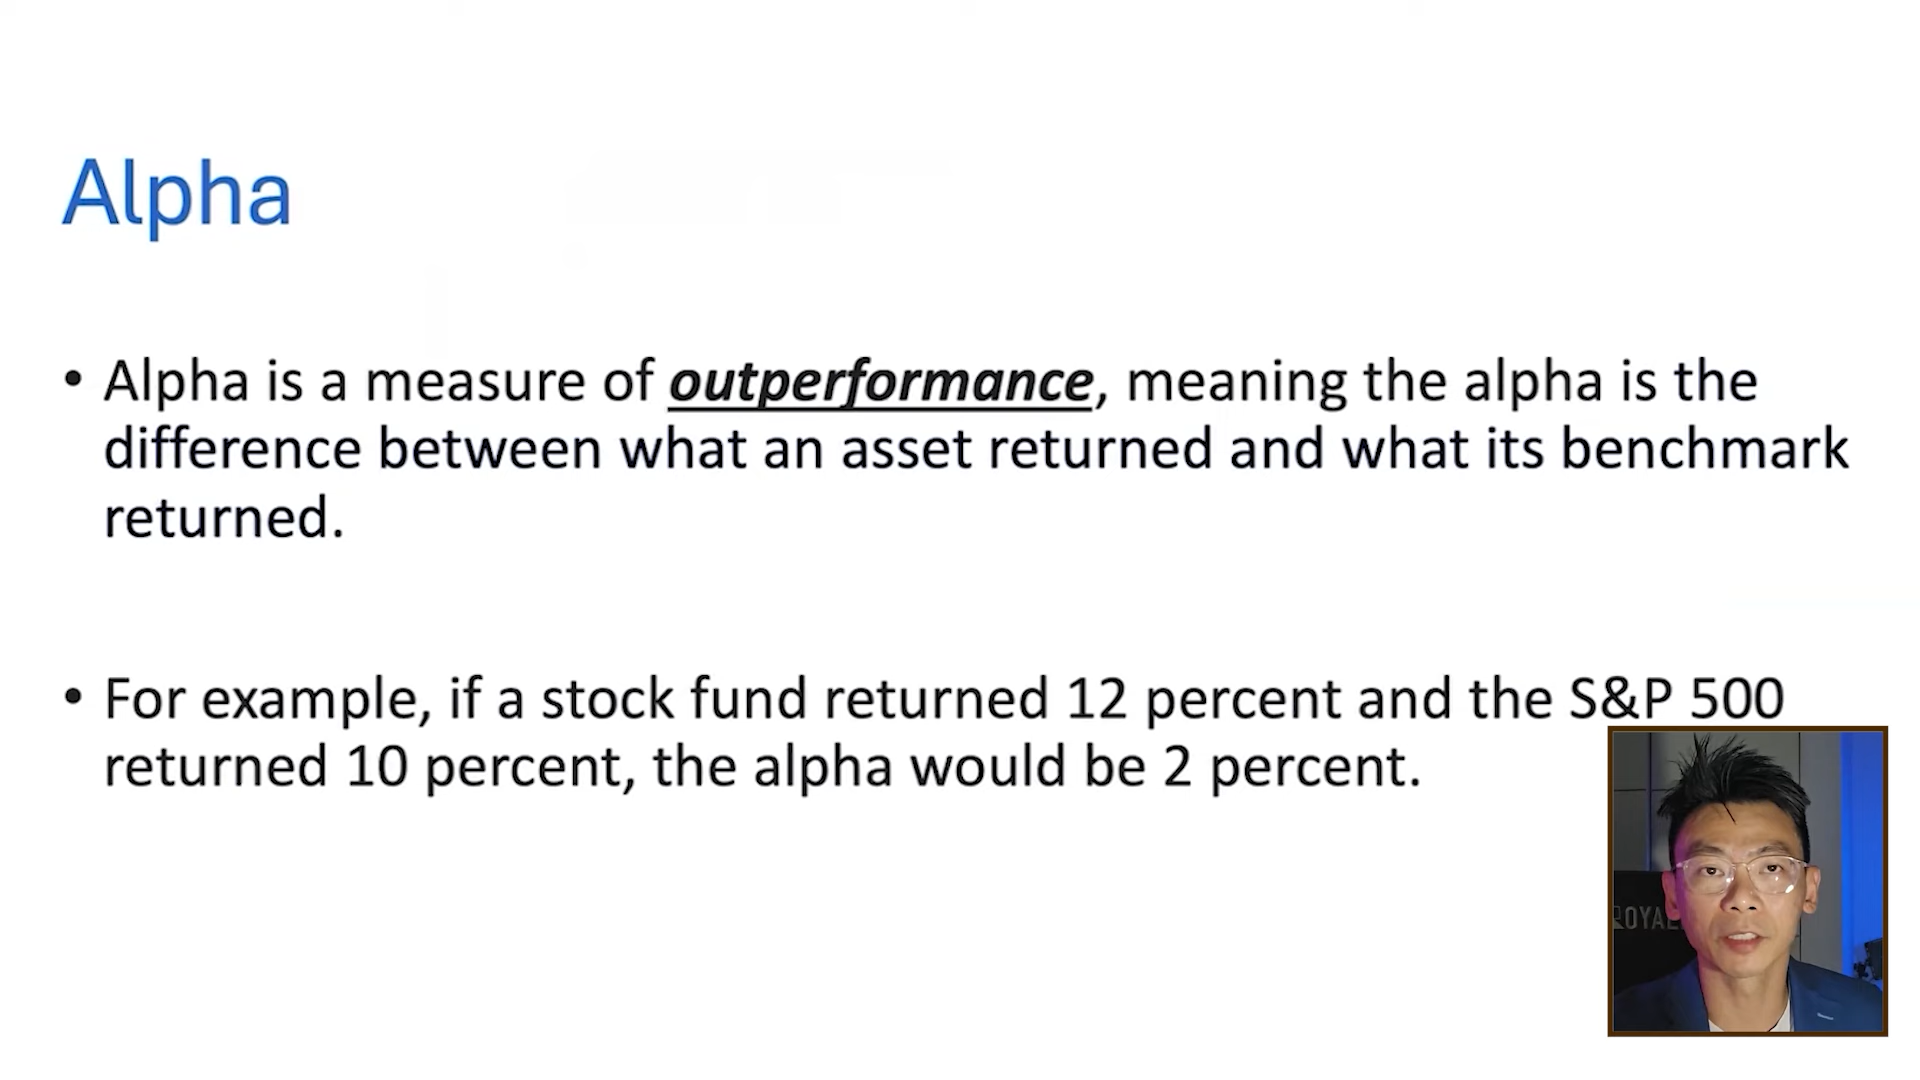 Alpha
• Alpha is a measure of outperformance, meaning the alpha is the
difference between what an asset returned and what its benchmark
returned.
• For example, if a stock fund returned 12 percent and the S&P 500
returned 10 percent, the alpha would be 2 percent.